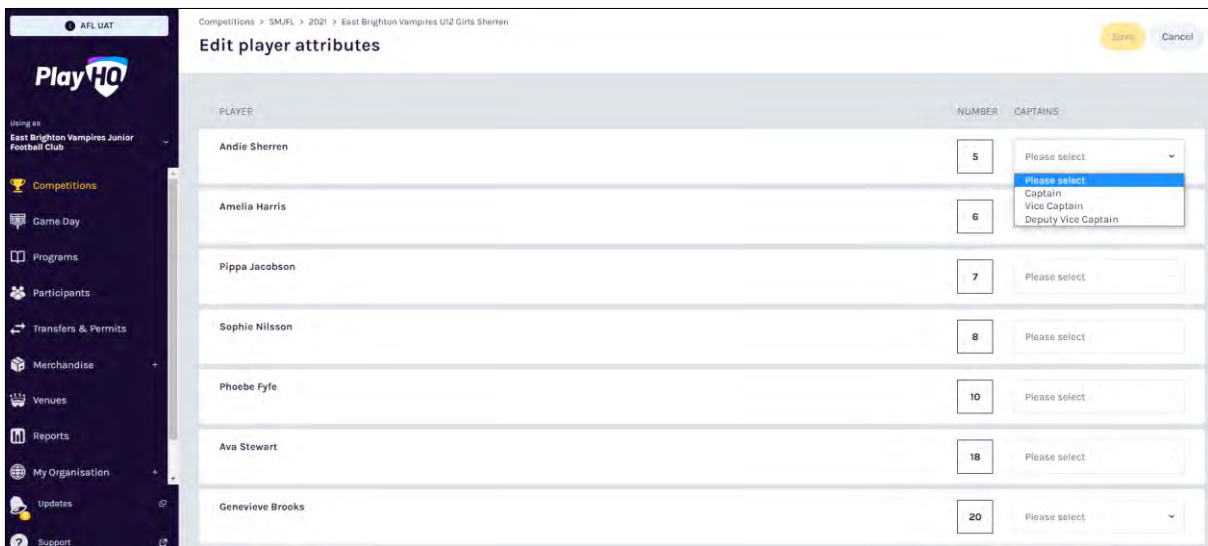 AFL UAT
PlayHQ
Using as
East Brighton Vampires Junior
Football Club
Competitions
Game Day
Programs
Participants
Transfers & Permits
Merchandise +
Venues
Reports
My Organisation +
Updates
Support
Competitions > SMJFL > 2021 > East Brighton Vampires U12 Girls Sherren
Edit player attributes
Save
Cancel
PLAYER NUMBER CAPTAINS
Andie Sherren 5 Please select
Please select
Captain
Vice Captain
Deputy Vice Captain
Amelia Harris 6
Pippa Jacobson 7 Please select
Sophie Nilsson 8 Please select
Phoebe Fyfe 10 Please select
Ava Stewart 18 Please select
Genevieve Brooks 20 Please select